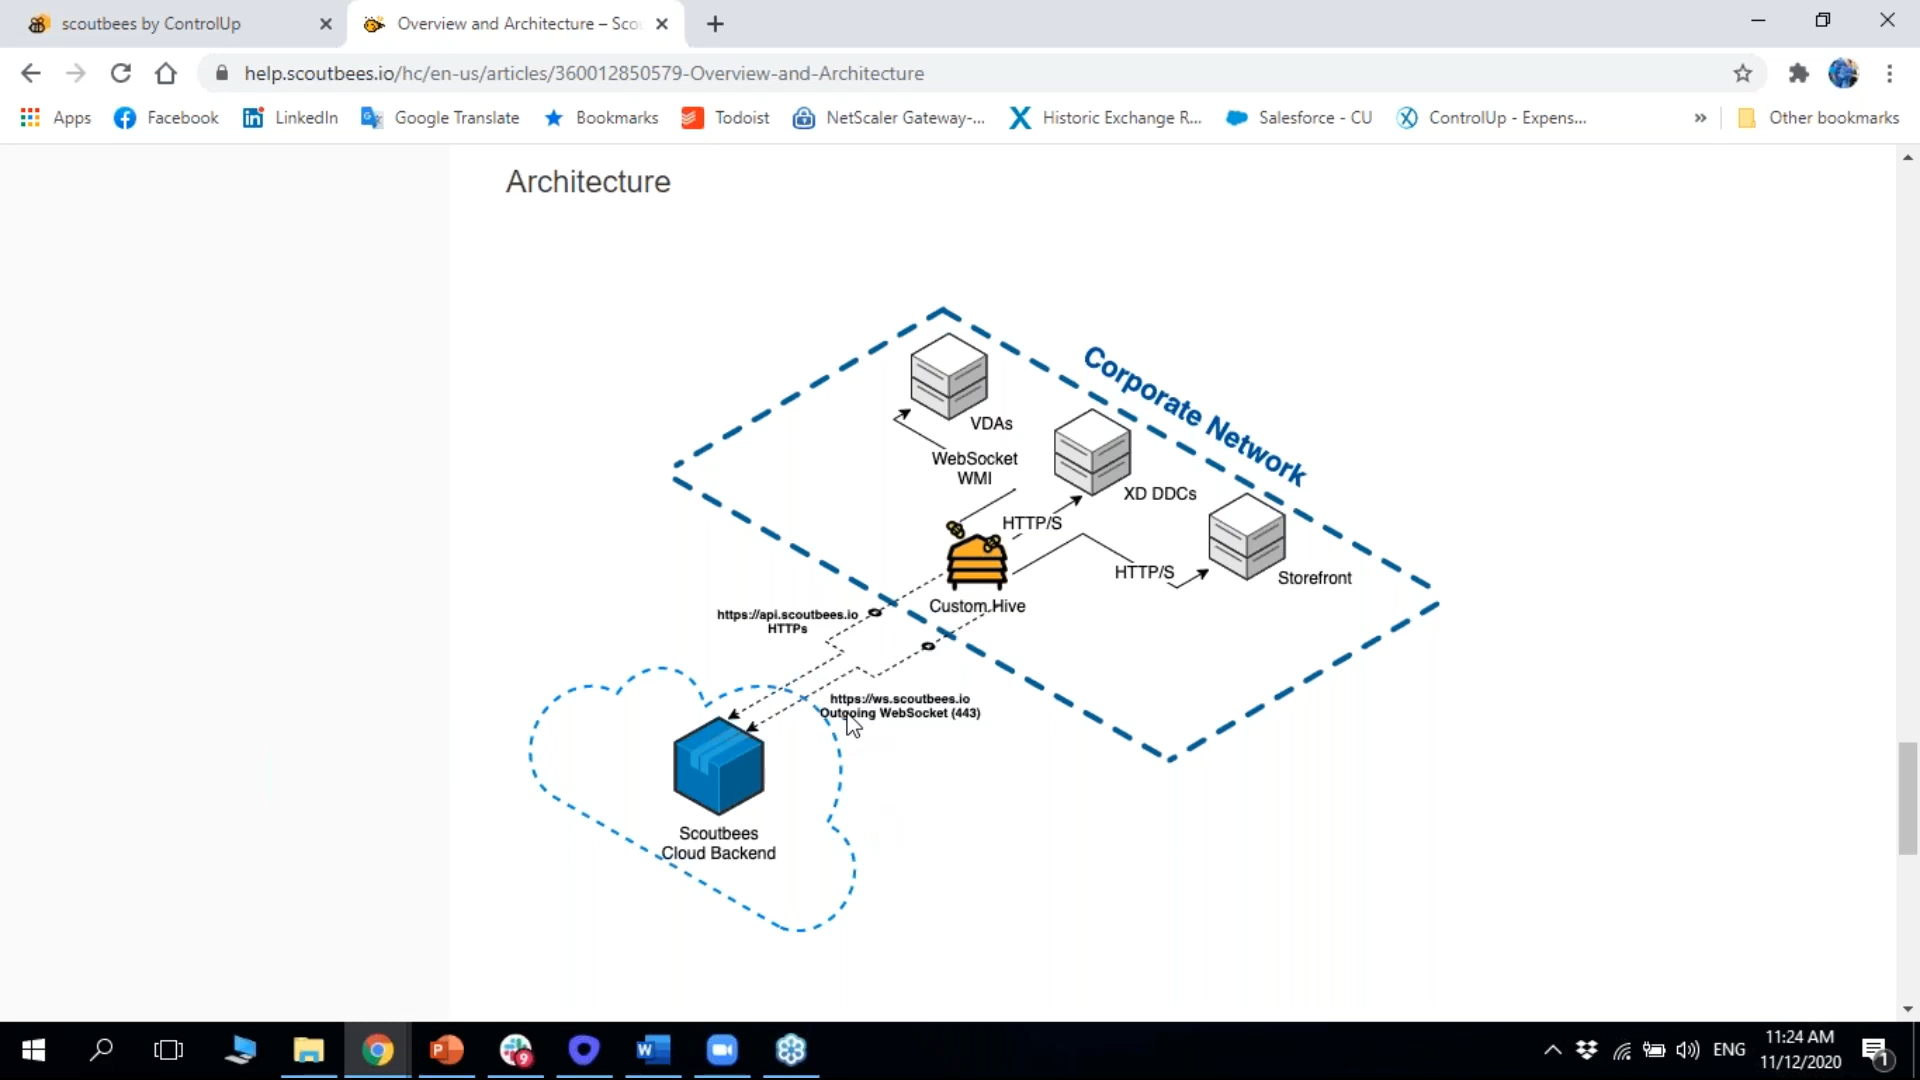 scoutbees by ControlUp
Overview and Architecture – Sco
help.scoutbees.io/hc/en-us/articles/360012850579-Overview-and-Architecture
Apps
Facebook
LinkedIn
Google Translate
Bookmarks
Todoist
NetScaler Gateway-...
Historic Exchange R...
Salesforce - CU
ControlUp - Expens...
»
Other bookmarks
Architecture
Corporate Network
VDAs
WebSocket
WMI
XD DDCs
HTTP/S
HTTP/S
Storefront
Custom Hive
https://api.scoutbees.io
HTTPs
https://ws.scoutbees.io
Outgoing WebSocket (443)
Scoutbees
Cloud Backend
9
ENG
11:24 AM
11/12/2020
1